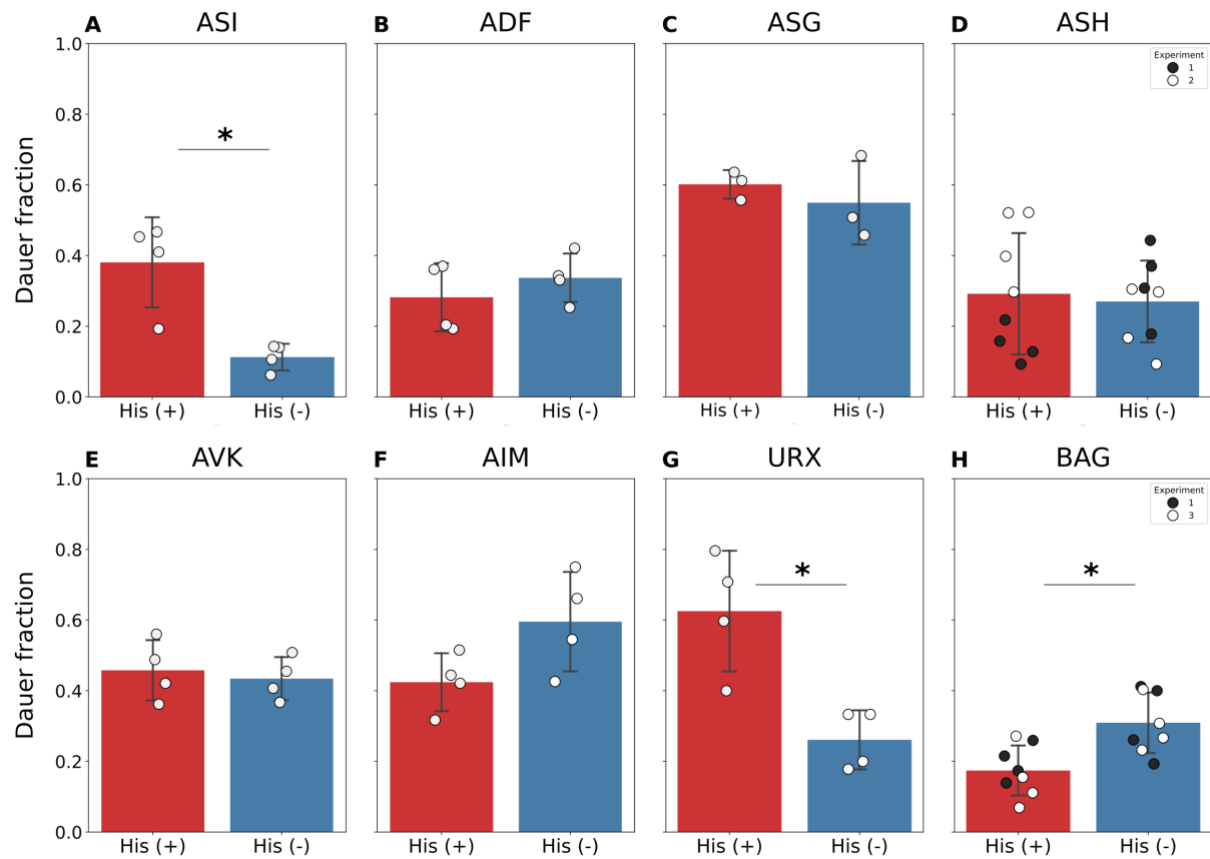 A ASI
B ADF
C ASG
D ASH
Dauer fraction
1.0
0.8
0.6
0.4
0.2
0.0
*
Experiment
1
2
His (+) His (-)
His (+) His (-)
His (+) His (-)
His (+) His (-)
E AVK
F AIM
G URX
H BAG
Dauer fraction
1.0
0.8
0.6
0.4
0.2
0.0
*
*
Experiment
1
3
His (+) His (-)
His (+) His (-)
His (+) His (-)
His (+) His (-)